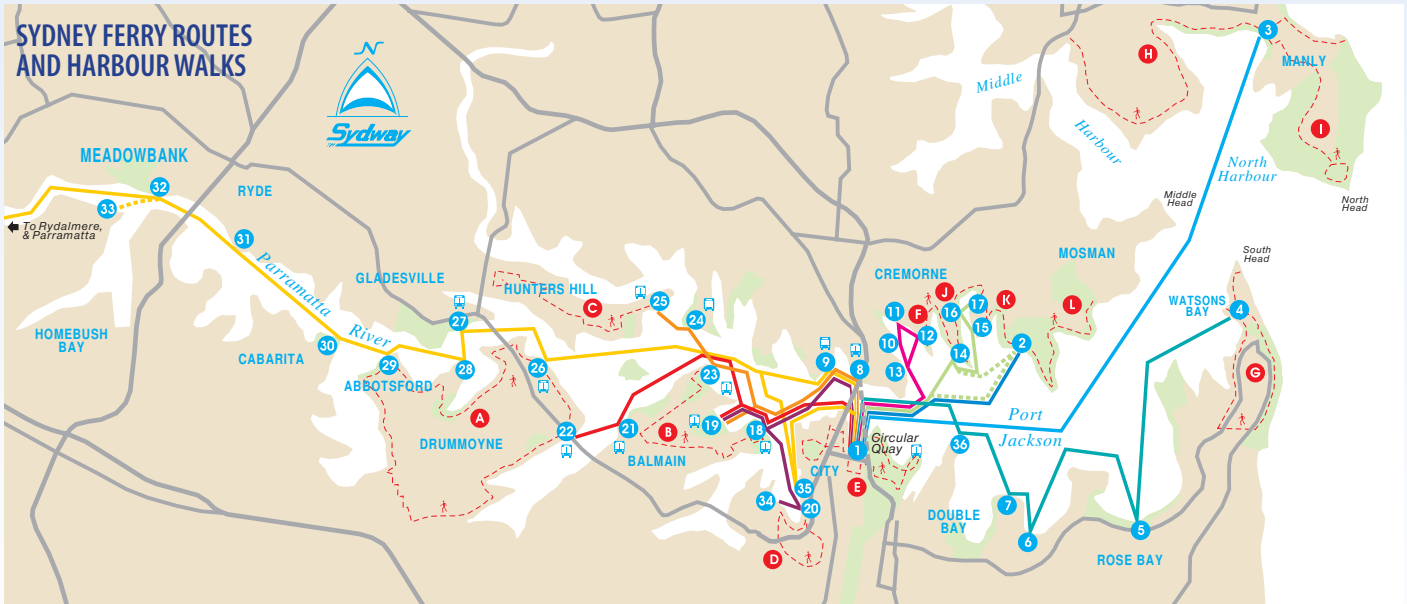 SYDNEY FERRY ROUTES
AND HARBOUR WALKS
N
Sydway
3
H
MANLY
Middle
Harbour
I
North
Harbour
Middle
Head
North
Head
MEADOWBANK
32
RYDE
33
To Rydalmere,
& Parramatta
31
Parramatta
River
GLADESVILLE
HUNTERS HILL
C
25
24
27
CREMORNE
MOSMAN
South
Head
WATSONS
BAY
4
J
17
K
L
11
F
16
15
12
10
14
2
13
HOMEBUSH
BAY
30
CABARITA
29
ABBOTSFORD
28
26
23
9
8
G
A
DRUMMOYNE
22
21
B
19
18
BALMAIN
CITY
1
Circular
Quay
Port
Jackson
36
E
35
34
20
D
7
DOUBLE
BAY
6
5
ROSE BAY